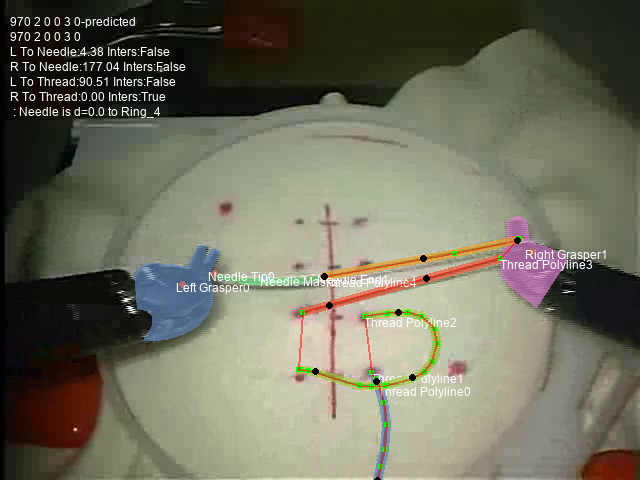 970 2 0 0 3 0-predicted
970 2 0 0 3 0
L To Needle:4.38 Inters:False
R To Needle:177.04 Inters:False
L To Thread:90.51 Inters:False
R To Thread:0.00 Inters:True
: Needle is d=0.0 to Ring_4
Right Grasper1
Thread Polyline3
Needle Tip0
Left Grasper0
Thread Polyline4
Thread Polyline2
Thread Polyline1
Thread Polyline0